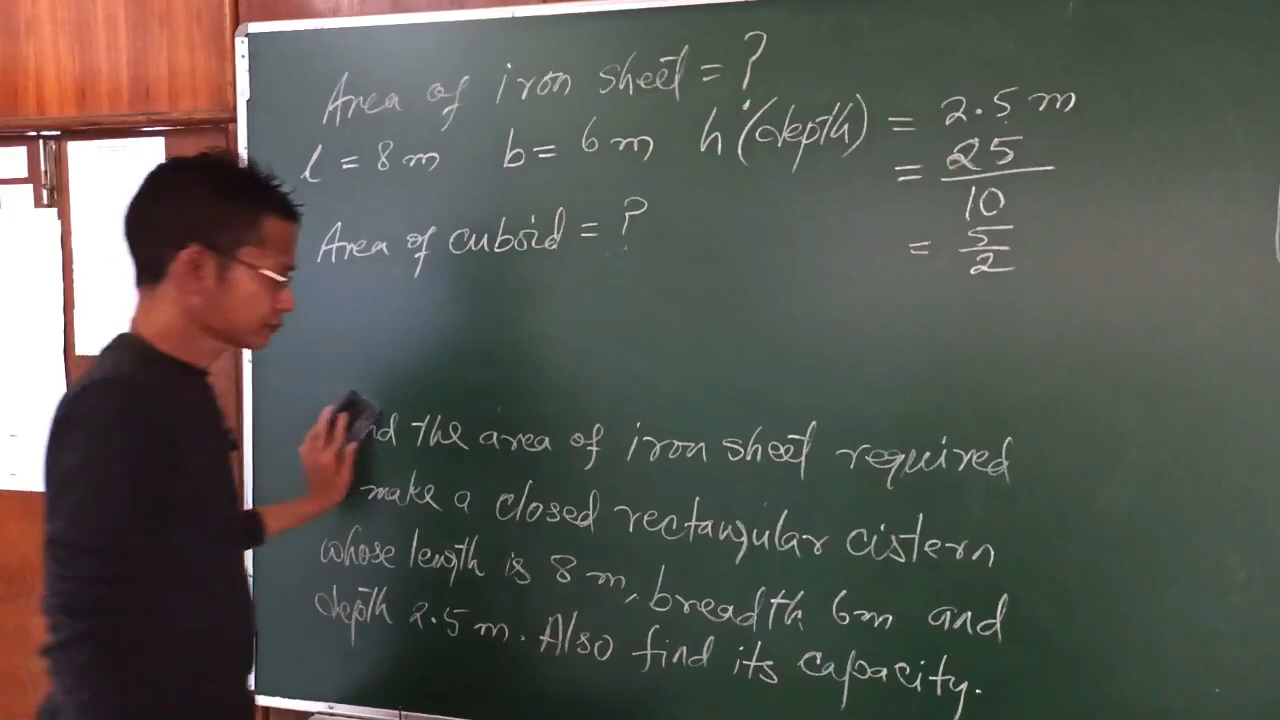 Area of iron sheet = ?
l = 8 m b = 6 m h (depth) = 2.5 m
= 25/10
Area of cuboid = ?
= 5/2
nd the area of iron sheet required
make a closed rectangular cistern
whose length is 8 m, breadth 6m and
depth 2.5 m. Also find its capacity.